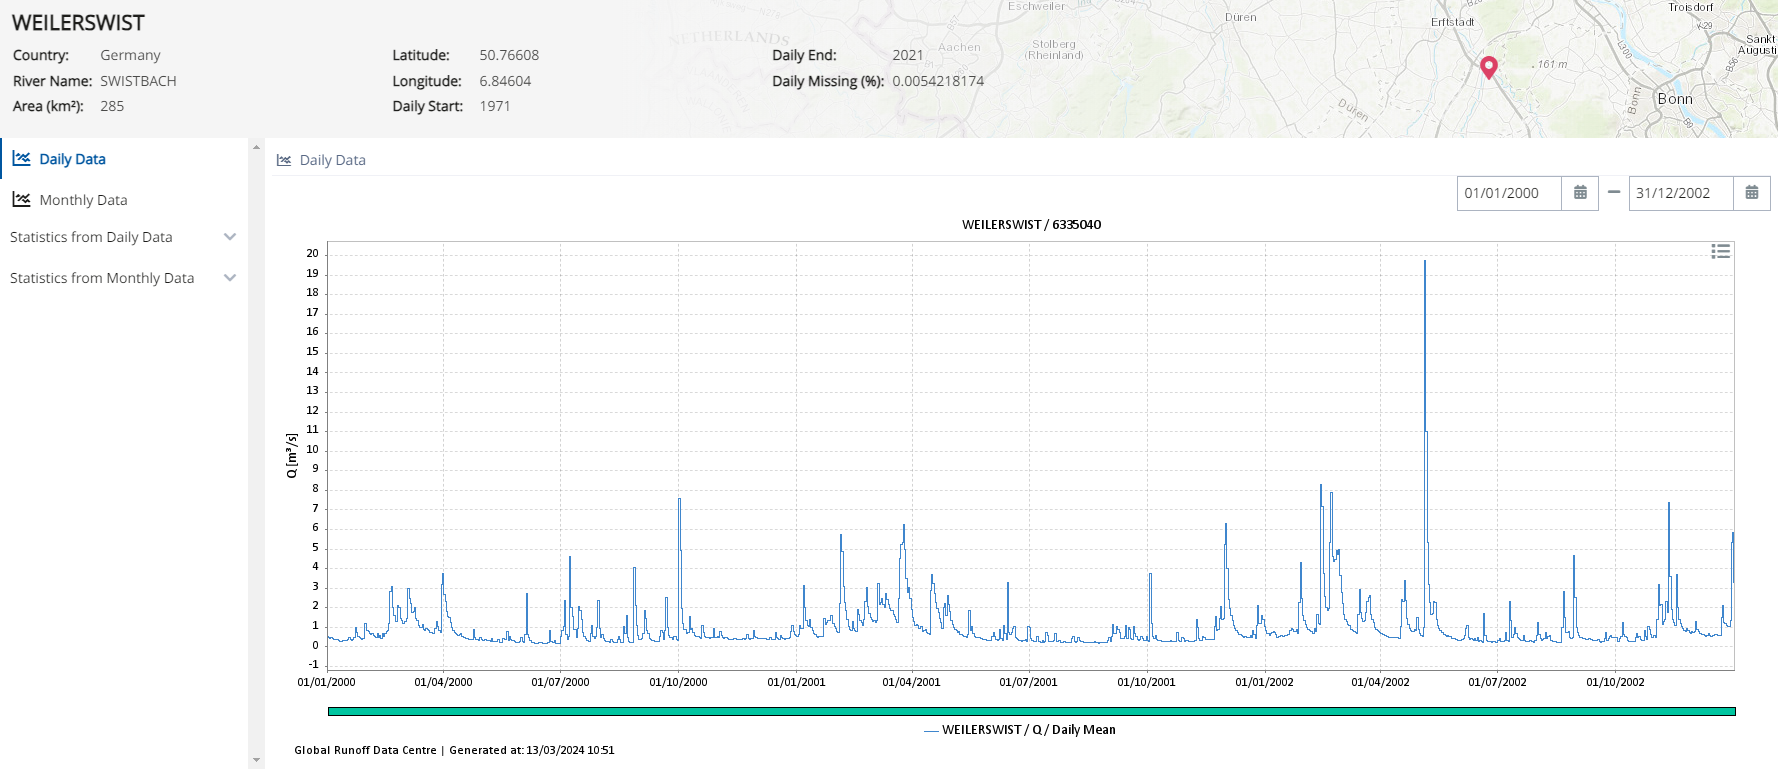 WEILERSWIST
Country: Germany
River Name: SWISTBACH
Area (km²): 285
Latitude: 50.76608
Longitude: 6.84604
Daily Start: 1971
Daily End: 2021
Daily Missing (%): 0.0054218174
NETHERLANDS
Eschweiler
Aachen
Stolberg
(Rheinland)
Düren
Düren
Erftstadt
161 m
L300
Bonn
Bonn
B56
B9
K29
Troisdorf
Sankt
Augusti
Daily Data
Monthly Data
Statistics from Daily Data
Statistics from Monthly Data
Daily Data
01/01/2000
31/12/2002
WEILERSWIST / 6335040
Q [m³/s]
20
19
18
17
16
15
14
13
12
11
10
9
8
7
6
5
4
3
2
1
0
-1
01/01/2000 01/04/2000 01/07/2000 01/10/2000 01/01/2001 01/04/2001 01/07/2001 01/10/2001 01/01/2002 01/04/2002 01/07/2002 01/10/2002
WEILERSWIST / Q / Daily Mean
Global Runoff Data Centre | Generated at: 13/03/2024 10:51